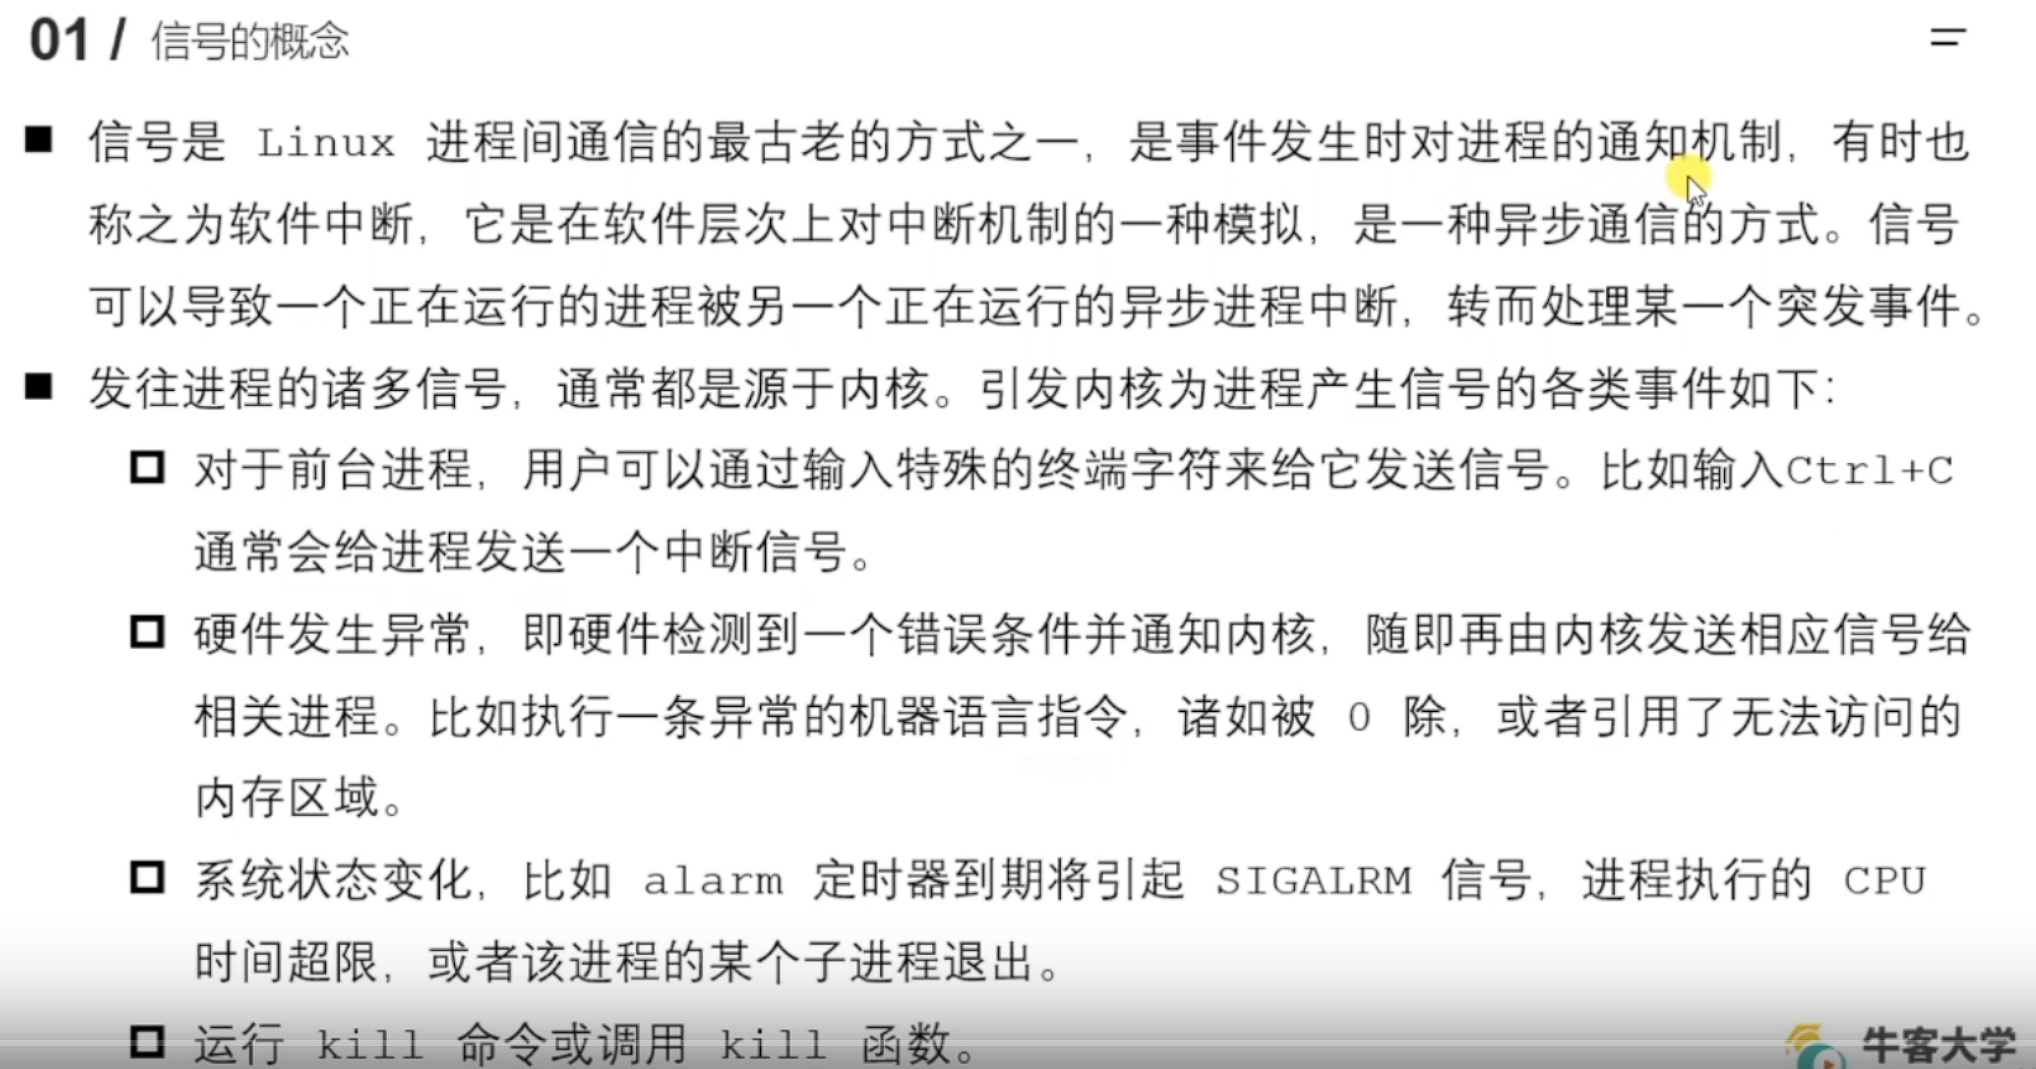 01 / 信号的概念
■ 信号是 Linux 进程间通信的最古老的方式之一，是事件发生时对进程的通知机制，有时也
称之为软件中断，它是在软件层次上对中断机制的一种模拟，是一种异步通信的方式。信号
可以导致一个正在运行的进程被另一个正在运行的异步进程中断，转而处理某一个突发事件。
■ 发往进程的诸多信号，通常都是源于内核。引发内核为进程产生信号的各类事件如下：
□ 对于前台进程，用户可以通过输入特殊的终端字符来给它发送信号。比如输入Ctrl+C
通常会给进程发送一个中断信号。
□ 硬件发生异常，即硬件检测到一个错误条件并通知内核，随即再由内核发送相应信号给
相关进程。比如执行一条异常的机器语言指令，诸如被 0 除，或者引用了无法访问的
内存区域。
□ 系统状态变化，比如 alarm 定时器到期将引起 SIGALRM 信号，进程执行的 CPU
时间超限，或者该进程的某个子进程退出。
□ 运行 kill 命令或调用 kill 函数。
牛客大学